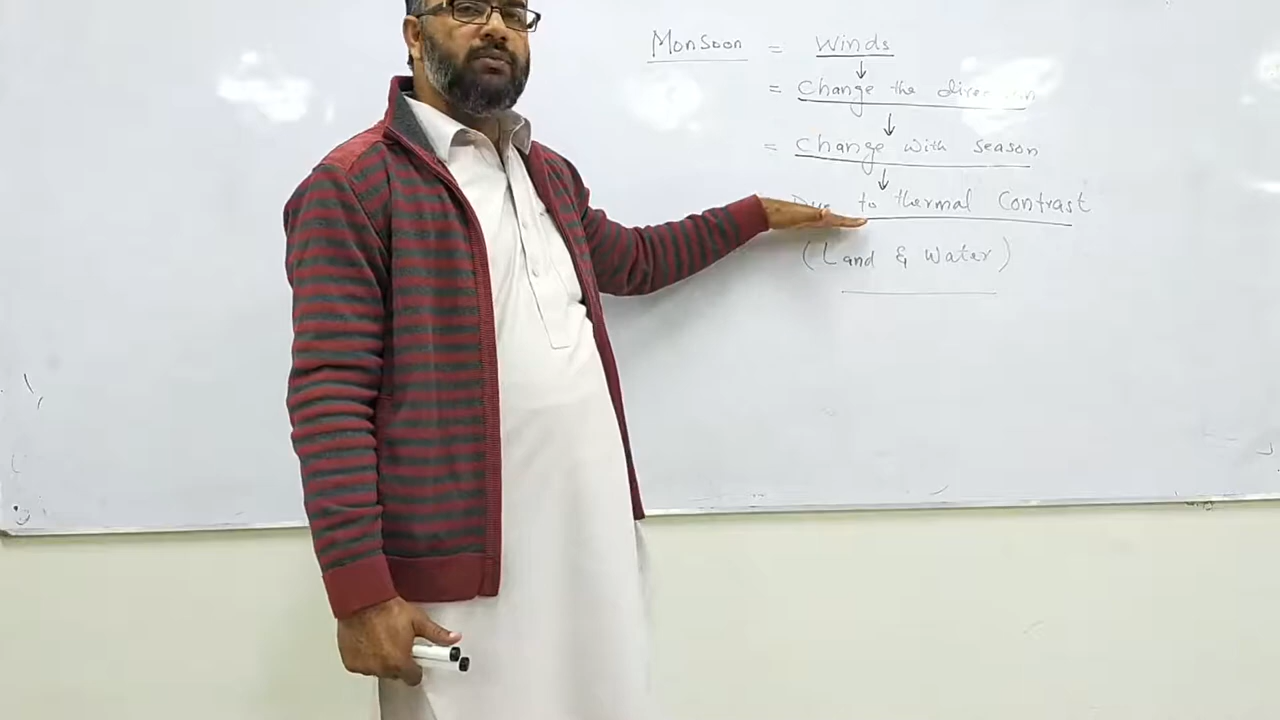 Monsoon = Winds
↓
= Change the direction
↓
= Change with season
↓
Due to thermal Contrast
(Land & Water)